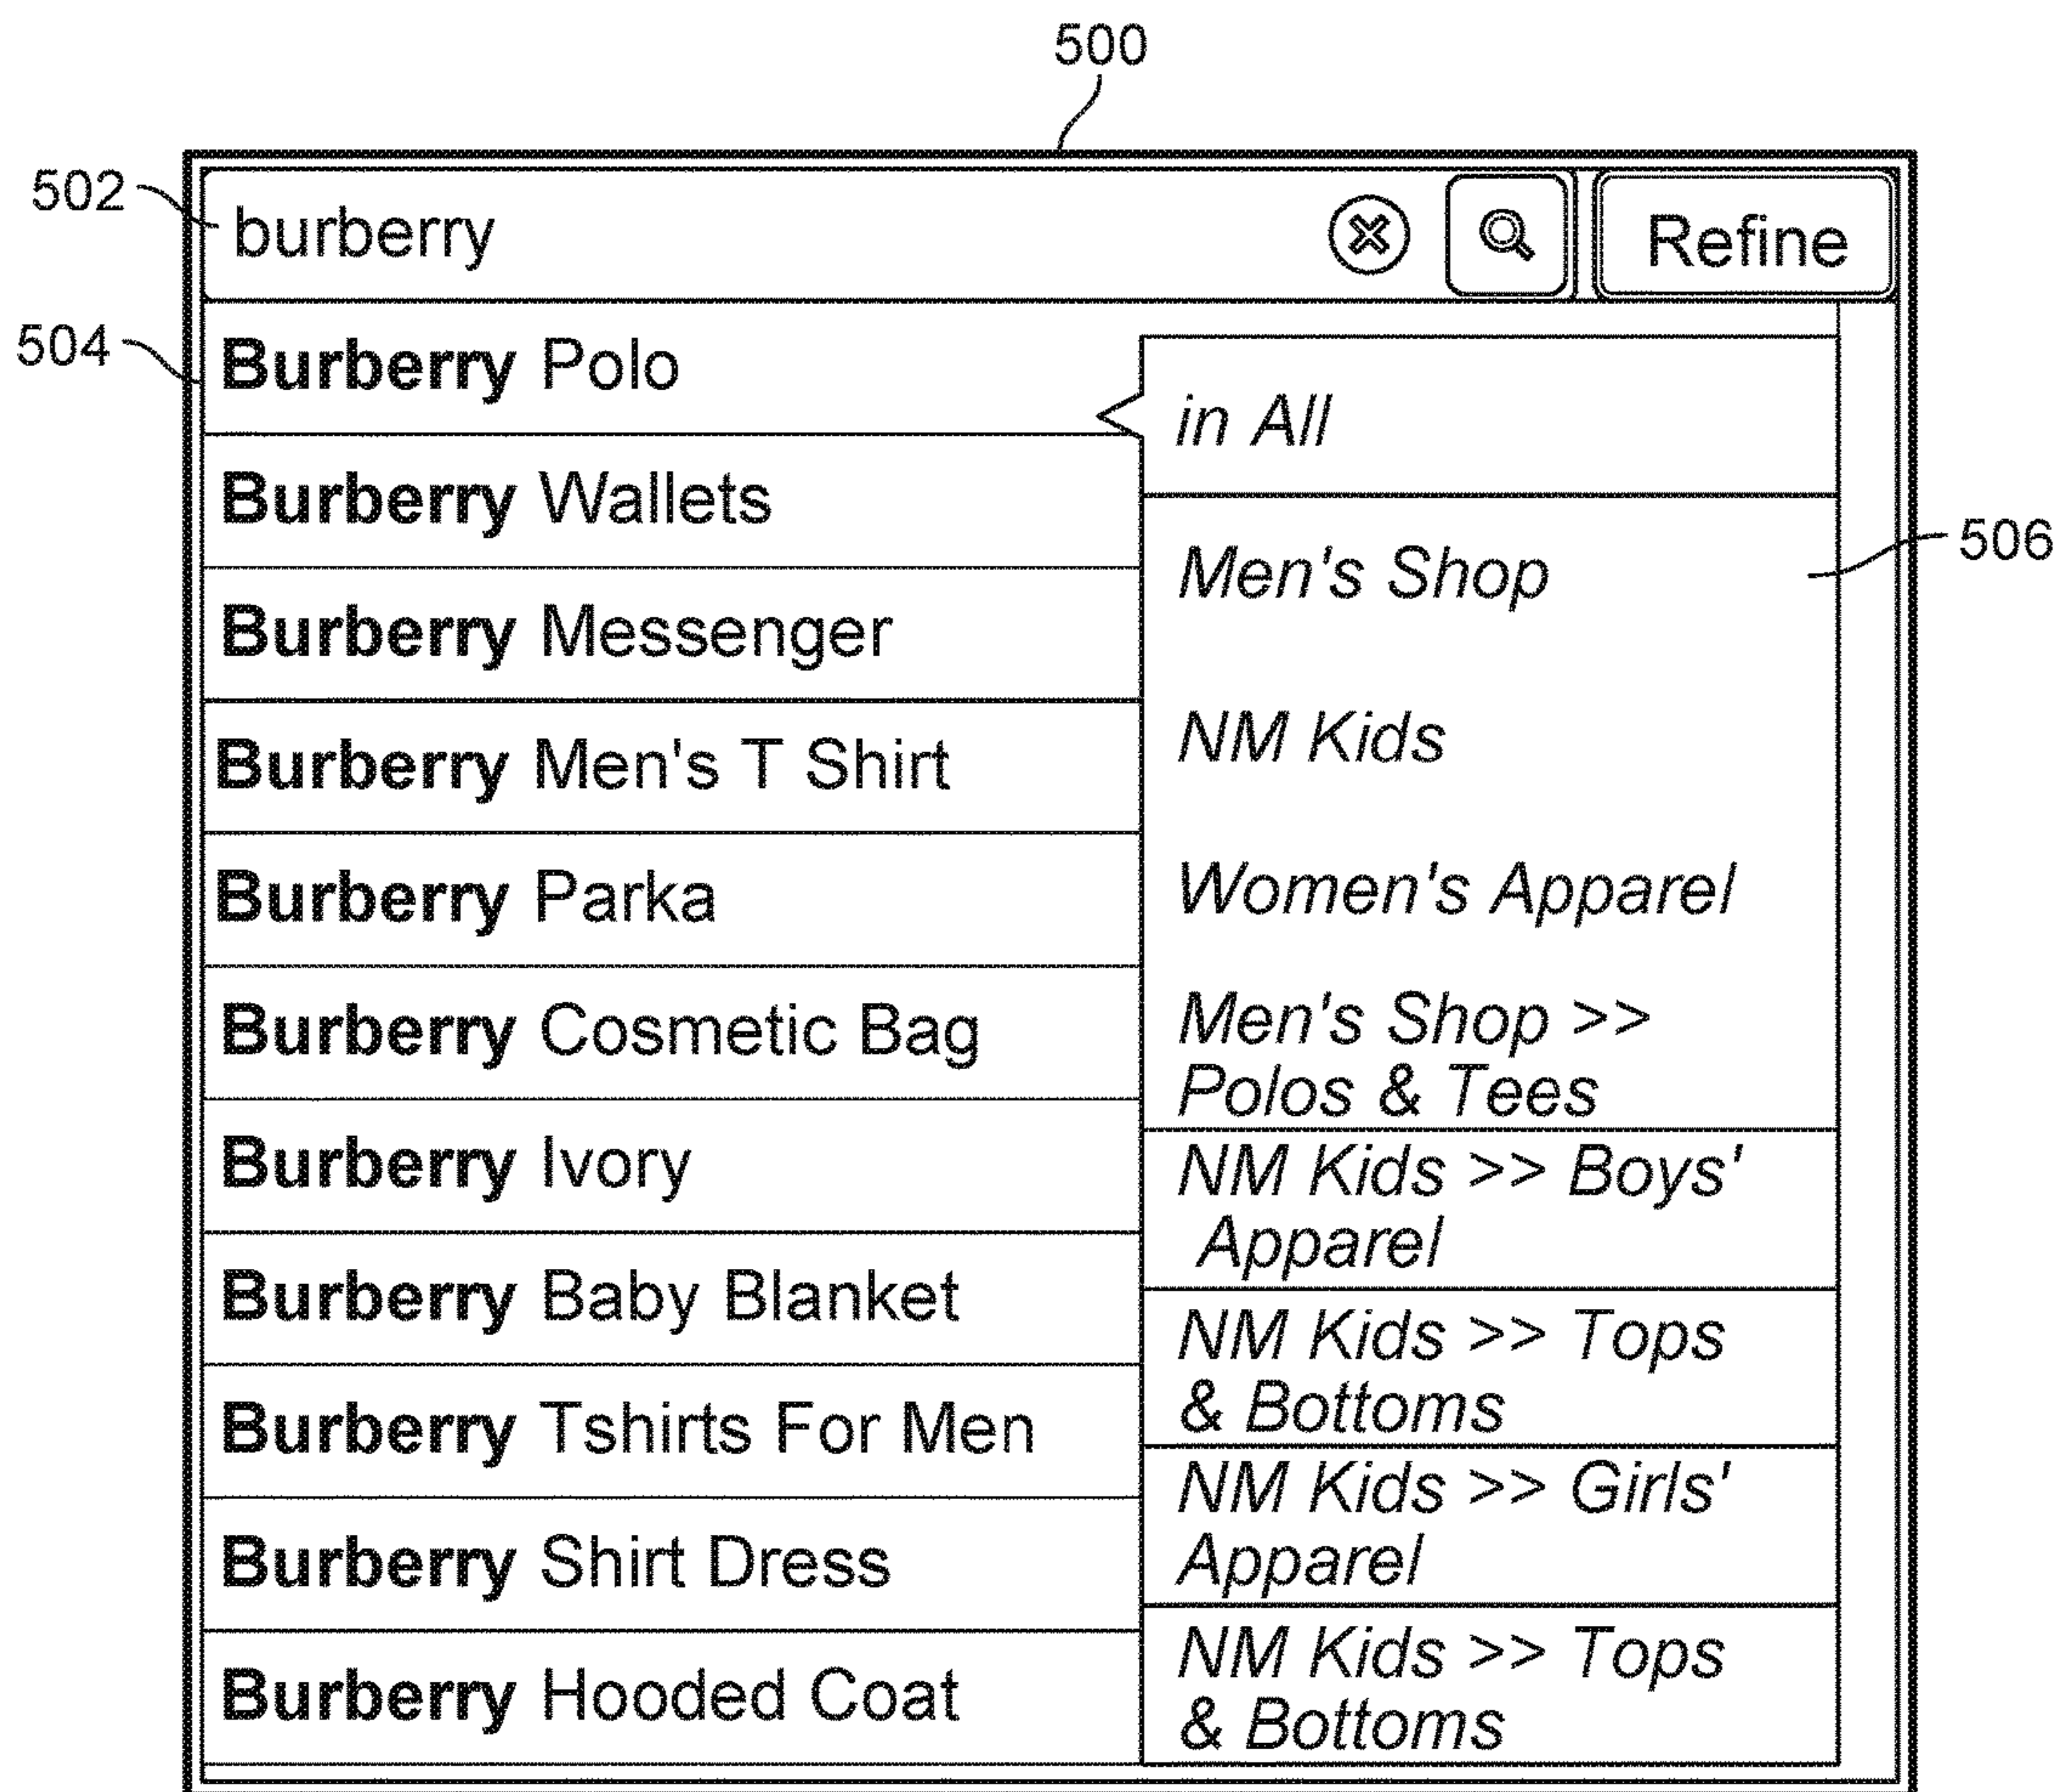 500
502
burberry
Refine
504
Burberry Polo
Burberry Wallets
Burberry Messenger
Burberry Men's T Shirt
Burberry Parka
Burberry Cosmetic Bag
Burberry Ivory
Burberry Baby Blanket
Burberry Tshirts For Men
Burberry Shirt Dress
Burberry Hooded Coat
in All
Men's Shop
506
NM Kids
Women's Apparel
Men's Shop >>
Polos & Tees
NM Kids >> Boys'
Apparel
NM Kids >> Tops
& Bottoms
NM Kids >> Girls'
Apparel
NM Kids >> Tops
& Bottoms